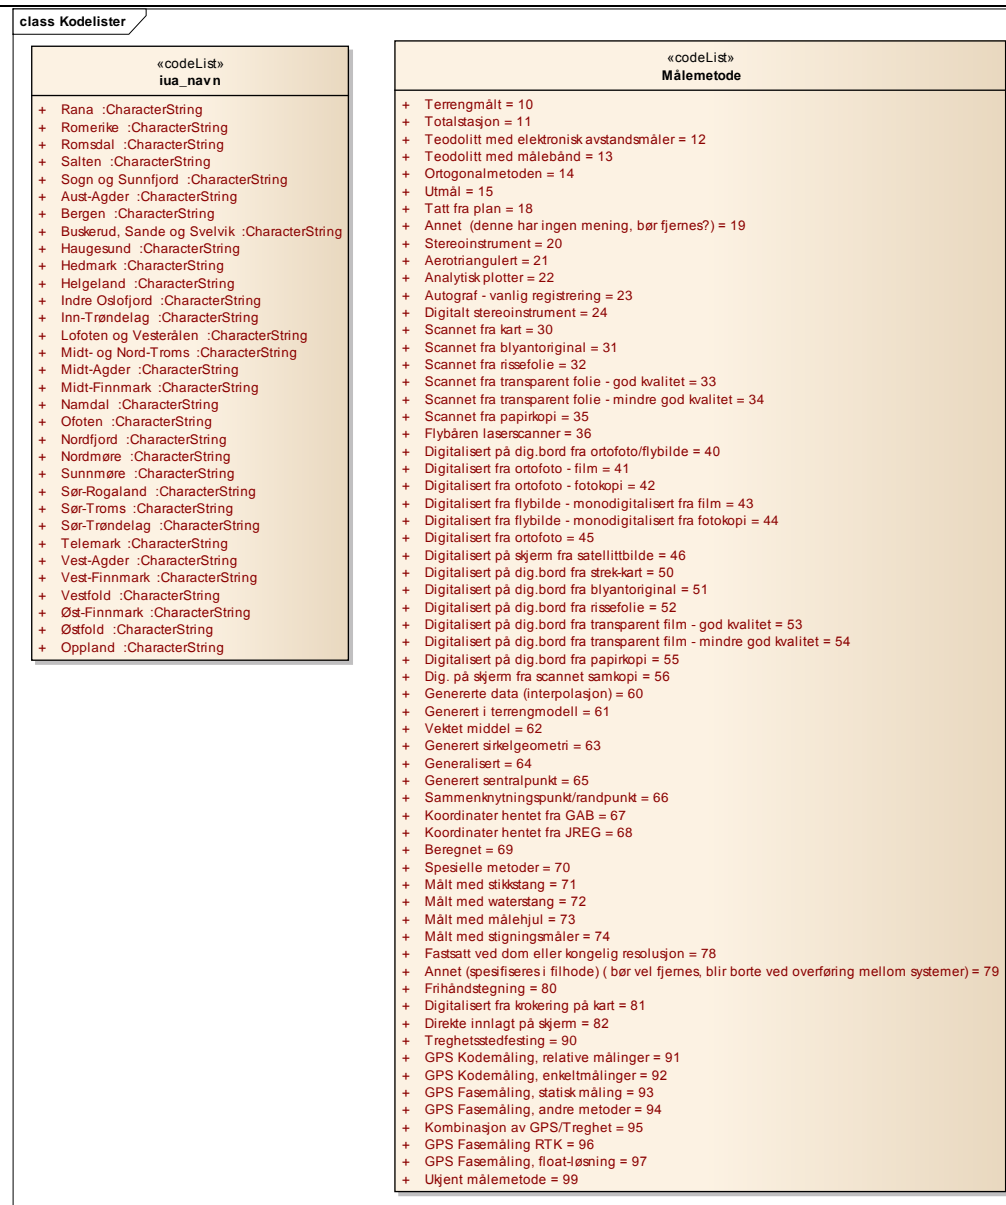 class Kodelister
«codeList»
iua_navn
+ Rana :CharacterString
+ Romerike :CharacterString
+ Romsdal :CharacterString
+ Salten :CharacterString
+ Sogn og Sunnfjord :CharacterString
+ Aust-Agder :CharacterString
+ Bergen :CharacterString
+ Buskerud, Sande og Svelvik :CharacterString
+ Haugesund :CharacterString
+ Hedmark :CharacterString
+ Helgeland :CharacterString
+ Indre Oslofjord :CharacterString
+ Inn-Trøndelag :CharacterString
+ Lofoten og Vesterålen :CharacterString
+ Midt- og Nord-Troms :CharacterString
+ Midt-Agder :CharacterString
+ Midt-Finnmark :CharacterString
+ Namdal :CharacterString
+ Ofoten :CharacterString
+ Nordfjord :CharacterString
+ Nordmøre :CharacterString
+ Sunnmøre :CharacterString
+ Sør-Rogaland :CharacterString
+ Sør-Troms :CharacterString
+ Sør-Trøndelag :CharacterString
+ Telemark :CharacterString
+ Vest-Agder :CharacterString
+ Vest-Finnmark :CharacterString
+ Vestfold :CharacterString
+ Øst-Finnmark :CharacterString
+ Østfold :CharacterString
+ Oppland :CharacterString
«codeList»
Målemetode
+ Terrengmålt = 10
+ Totalstasjon = 11
+ Teodolitt med elektronisk avstandsmåler = 12
+ Teodolitt med målebånd = 13
+ Ortogonalmetoden = 14
+ Utmål = 15
+ Tatt fra plan = 18
+ Annet (denne har ingen mening, bør fjernes?) = 19
+ Stereoinstrument = 20
+ Aerotriangulert = 21
+ Analytisk plotter = 22
+ Autograf - vanlig registrering = 23
+ Digitalt stereoinstrument = 24
+ Scannet fra kart = 30
+ Scannet fra blyantoriginal = 31
+ Scannet fra rissefolie = 32
+ Scannet fra transparent folie - god kvalitet = 33
+ Scannet fra transparent folie - mindre god kvalitet = 34
+ Scannet fra papirkopi = 35
+ Flybåren laserscanner = 36
+ Digitalisert på dig.bord fra ortofoto/flybilde = 40
+ Digitalisert fra ortofoto - film = 41
+ Digitalisert fra ortofoto - fotokopi = 42
+ Digitalisert fra flybilde - monodigitalisert fra film = 43
+ Digitalisert fra flybilde - monodigitalisert fra fotokopi = 44
+ Digitalisert fra ortofoto = 45
+ Digitalisert på skjerm fra satellittbilde = 46
+ Digitalisert på dig.bord fra strek-kart = 50
+ Digitalisert på dig.bord fra blyantoriginal = 51
+ Digitalisert på dig.bord fra rissefolie = 52
+ Digitalisert på dig.bord fra transparent film - god kvalitet = 53
+ Digitalisert på dig.bord fra transparent film - mindre god kvalitet = 54
+ Digitalisert på dig.bord fra papirkopi = 55
+ Dig. på skjerm fra scannet samkopi = 56
+ Genererte data (interpolasjon) = 60
+ Generert i terrengmodell = 61
+ Vektet middel = 62
+ Generert sirkelgeometri = 63
+ Generalisert = 64
+ Generert sentralpunkt = 65
+ Sammenknytningspunkt/randpunkt = 66
+ Koordinater hentet fra GAB = 67
+ Koordinater hentet fra JREG = 68
+ Beregnet = 69
+ Spesielle metoder = 70
+ Målt med stikkstang = 71
+ Målt med waterstang = 72
+ Målt med målehjul = 73
+ Målt med stigningsmåler = 74
+ Fastsatt ved dom eller kongelig resolusjon = 78
+ Annet (spesifiseres i filhode) ( bør vel fjernes, blir borte ved overføring mellom systemer) = 79
+ Frihåndstegning = 80
+ Digitalisert fra krokering på kart = 81
+ Direkte innlagt på skjerm = 82
+ Treghetsstedfesting = 90
+ GPS Kodemåling, relative målinger = 91
+ GPS Kodemåling, enkeltmålinger = 92
+ GPS Fasemåling, statisk måling = 93
+ GPS Fasemåling, andre metoder = 94
+ Kombinasjon av GPS/Treghet = 95
+ GPS Fasemåling RTK = 96
+ GPS Fasemåling, float-løsning = 97
+ Ukjent målemetode = 99